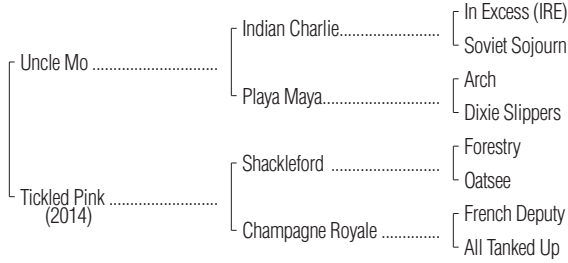 In Excess (IRE)
Indian Charlie......................
Soviet Sojourn
Uncle Mo ............................
Arch
Playa Maya..........................
Dixie Slippers
Forestry
Shackleford ........................
Oatsee
Tickled Pink ........................
(2014)
French Deputy
Champagne Royale .............
All Tanked Up